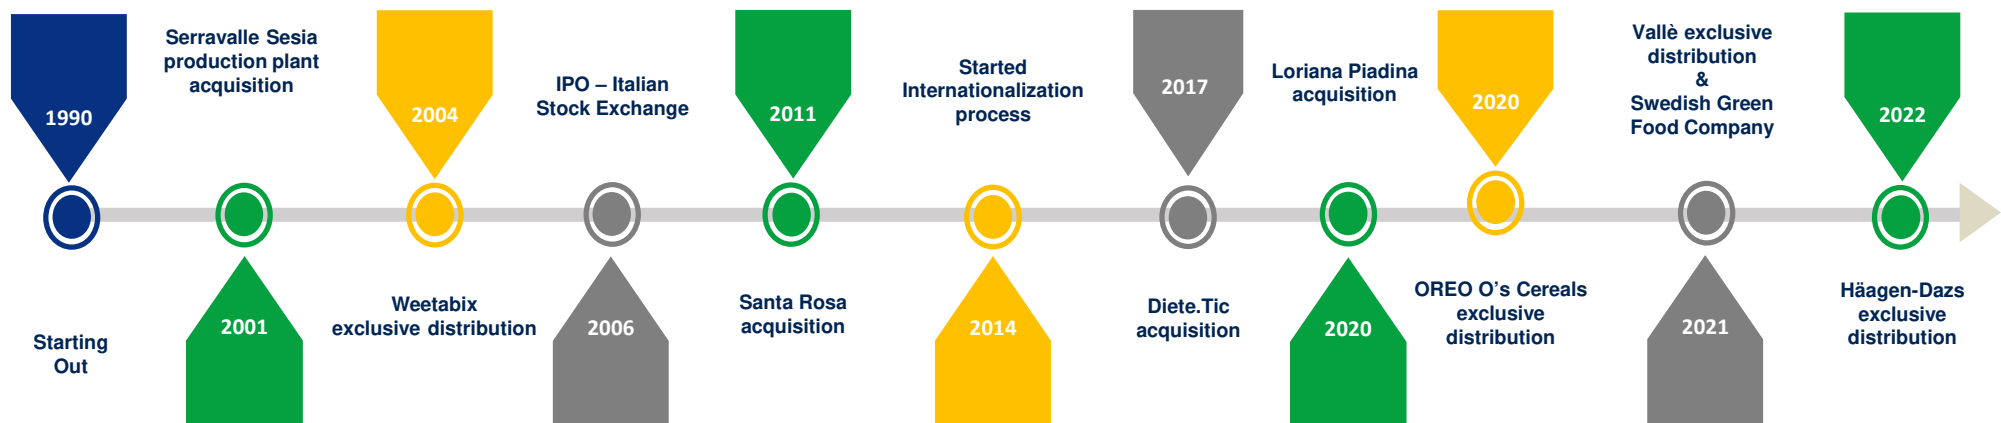 1990
Starting
Out
Serravalle Sesia
production plant
acquisition
2001
2004
Weetabix
exclusive distribution
IPO – Italian
Stock Exchange
2006
2011
Santa Rosa
acquisition
Started
Internationalization
process
2014
2017
Diete.Tic
acquisition
Loriana Piadina
acquisition
2020
2020
OREO O’s Cereals
exclusive
distribution
Vallè exclusive
distribution
&
Swedish Green
Food Company
2021
2022
Häagen-Dazs
exclusive
distribution